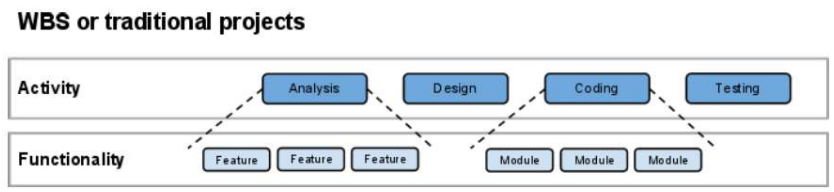 WBS or traditional projects
Activity Analysis Design Coding Testing
Functionality Feature Feature Feature Module Module Module